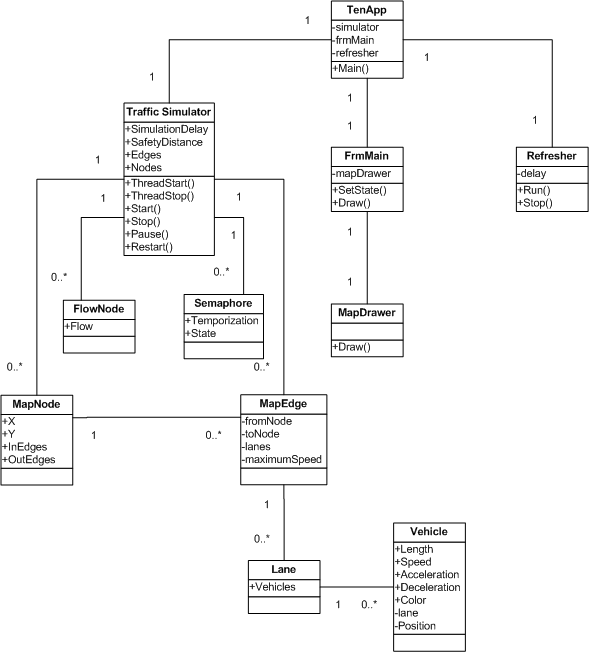 TenApp
-simulator
-frmMain
-refresher
+Main()
1
1
1
1
1
1
Traffic Simulator
+SimulationDelay
+SafetyDistance
+Edges
+Nodes
+ThreadStart()
+ThreadStop()
+Start()
+Stop()
+Pause()
+Restart()
FrmMain
-mapDrawer
+SetState()
+Draw()
Refresher
-delay
+Run()
+Stop()
1
1
1
1
1
1
0..*
0..*
FlowNode
+Flow
Semaphore
+Temporization
+State
MapDrawer
+Draw()
0..*
0..*
MapNode
+X
+Y
+InEdges
+OutEdges
1
0..*
MapEdge
-fromNode
-toNode
-lanes
-maximumSpeed
1
0..*
Lane
+Vehicles
1
0..*
Vehicle
+Length
+Speed
+Acceleration
+Deceleration
+Color
-lane
-Position